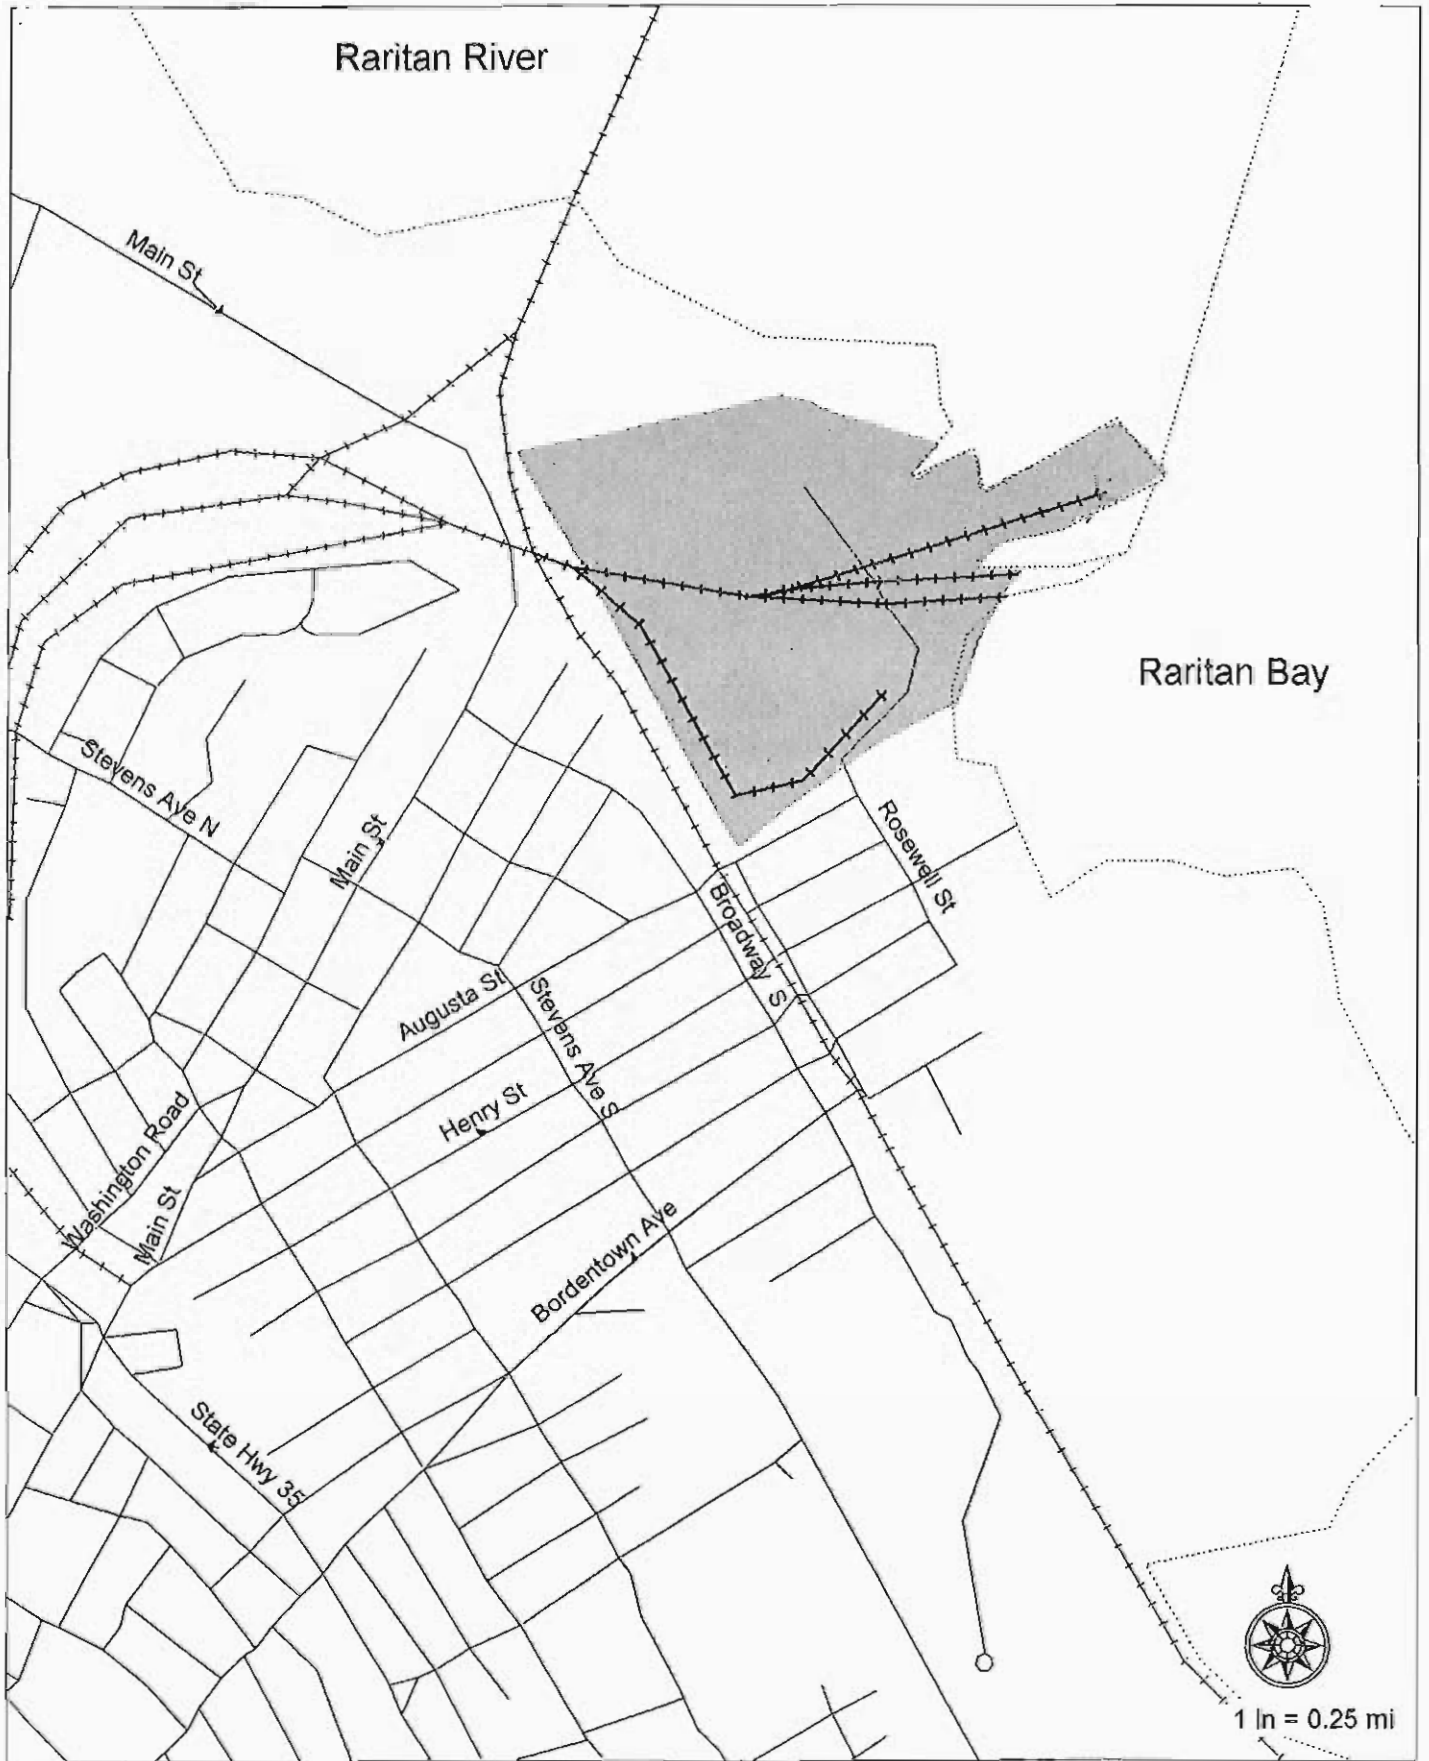 Raritan River
Main St
Raritan Bay
Stevens Ave N
Main St
Rosewell St
Broadway S
Augusta St
Stevens Ave S
Henry St
Washington Road
Main St
Bordentown Ave
State Hwy 35
1 In = 0.25 mi